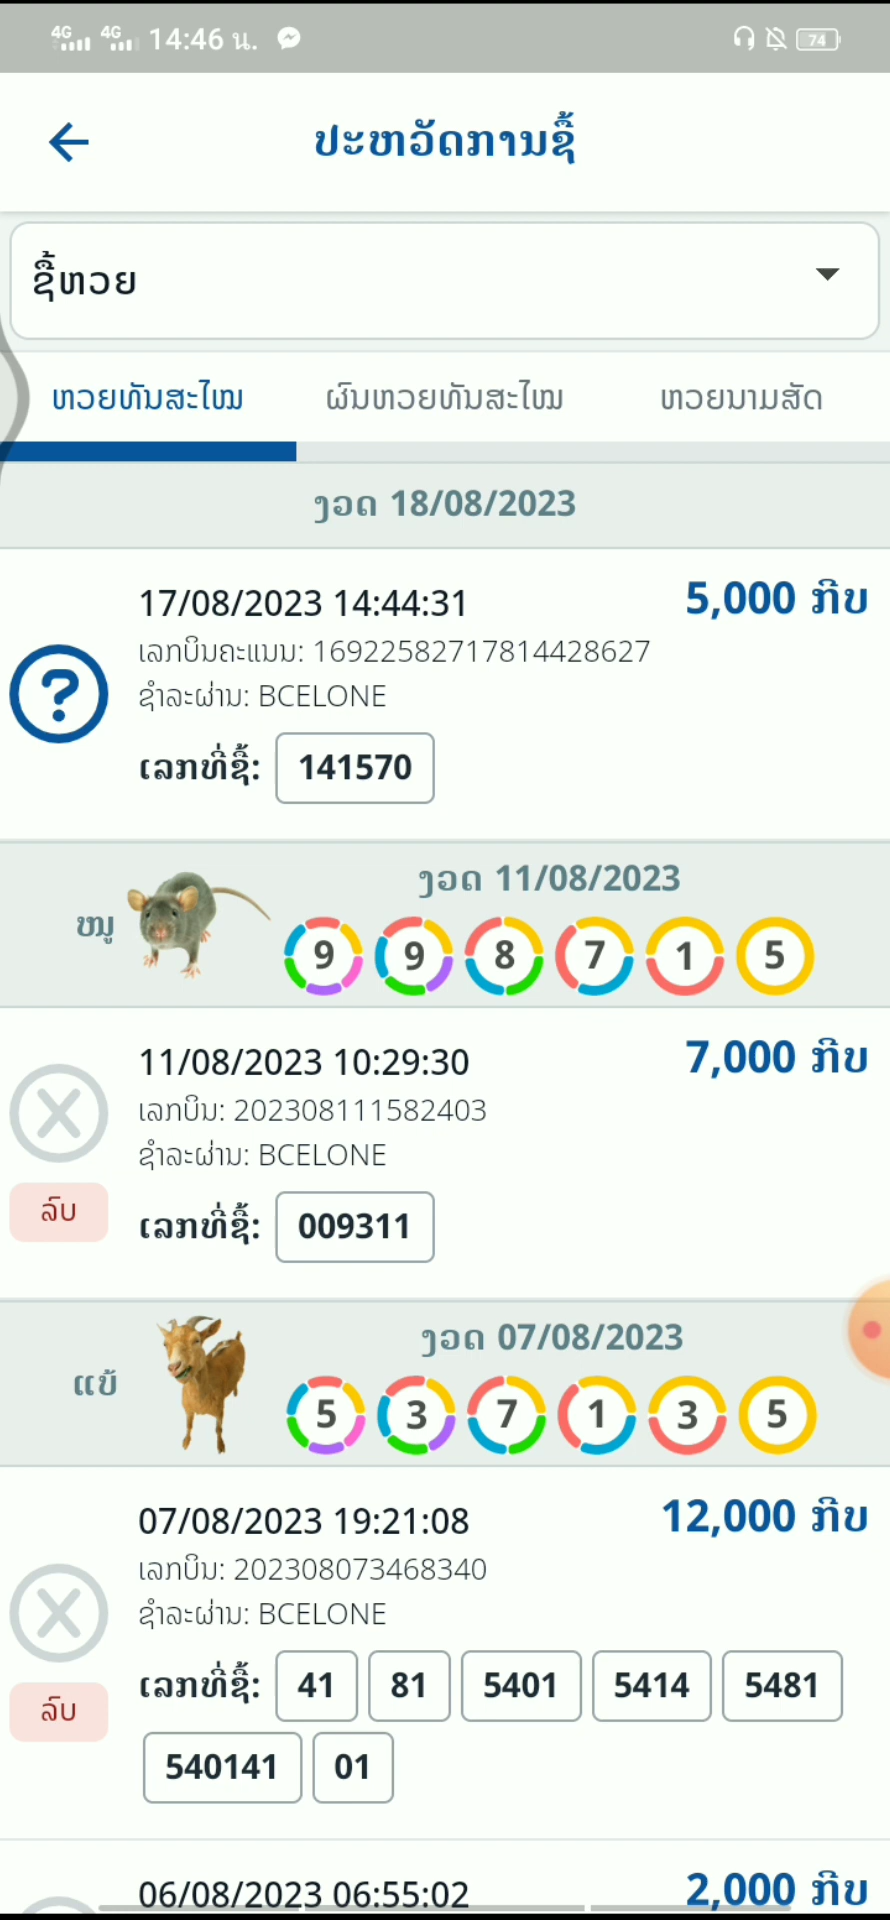 4G 4G 14:46 น. 74
ປະຫວັດການຊື້
ຊື້ຫວຍ
ຫວຍທັນສະໄໝ ຜົນຫວຍທັນສະໄໝ ຫວຍນາມສັດ
ງວດ 18/08/2023
17/08/2023 14:44:31 5,000 ກີບ
ເລກບິນຄະແນນ: 16922582717814428627
ຊຳລະຜ່ານ: BCELONE
ເລກທີ່ຊື້: 141570
ງວດ 11/08/2023
ໜູ 9 9 8 7 1 5
11/08/2023 10:29:30 7,000 ກີບ
ເລກບິນ: 202308111582403
ຊຳລະຜ່ານ: BCELONE
ລົບ ເລກທີ່ຊື້: 009311
ງວດ 07/08/2023
ແບ້ 5 3 7 1 3 5
07/08/2023 19:21:08 12,000 ກີບ
ເລກບິນ: 202308073468340
ຊຳລະຜ່ານ: BCELONE
ລົບ ເລກທີ່ຊື້: 41 81 5401 5414 5481
540141 01
06/08/2023 06:55:02 2,000 ກີບ